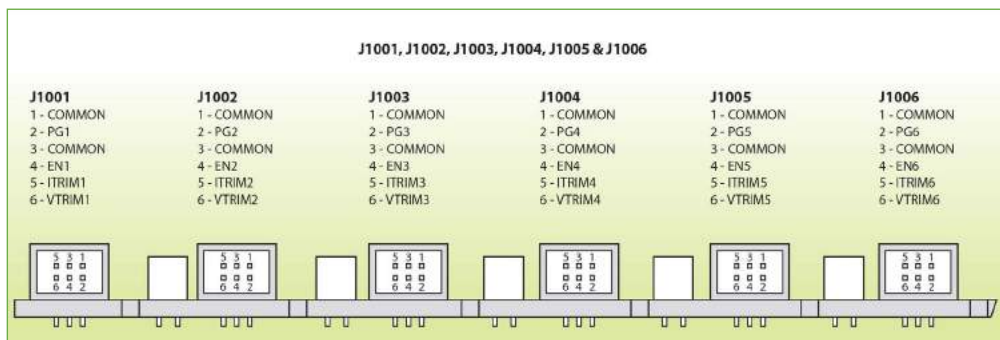 J1001, J1002, J1003, J1004, J1005 & J1006
J1001
1 - COMMON
2 - PG1
3 - COMMON
4 - EN1
5 - ITRIM1
6 - VTRIM1
J1002
1 - COMMON
2 - PG2
3 - COMMON
4 - EN2
5 - ITRIM2
6 - VTRIM2
J1003
1 - COMMON
2 - PG3
3 - COMMON
4 - EN3
5 - ITRIM3
6 - VTRIM3
J1004
1 - COMMON
2 - PG4
3 - COMMON
4 - EN4
5 - ITRIM4
6 - VTRIM4
J1005
1 - COMMON
2 - PG5
3 - COMMON
4 - EN5
5 - ITRIM5
6 - VTRIM5
J1006
1 - COMMON
2 - PG6
3 - COMMON
4 - EN6
5 - ITRIM6
6 - VTRIM6
5 3 1
6 4 2
5 3 1
6 4 2
5 3 1
6 4 2
5 3 1
6 4 2
5 3 1
6 4 2
5 3 1
6 4 2